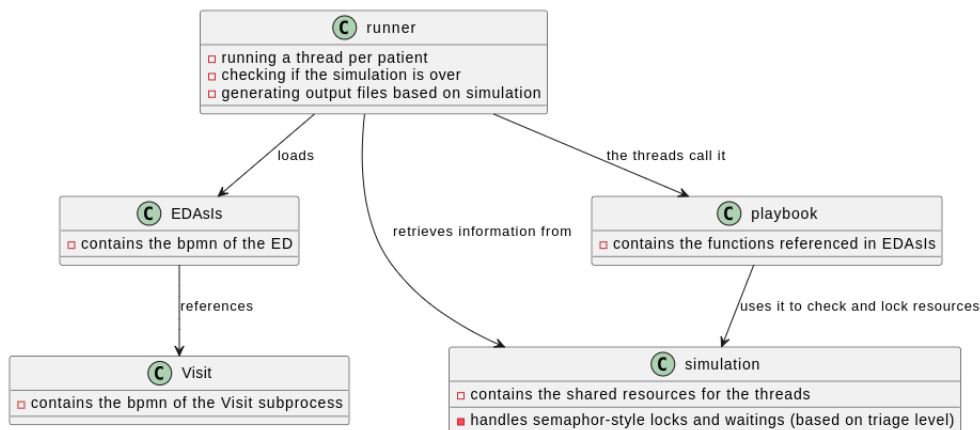 C runner
running a thread per patient
checking if the simulation is over
generating output files based on simulation
loads
the threads call it
C EDAsIs
contains the bpmn of the ED
retrieves information from
C playbook
contains the functions referenced in EDAsIs
references
uses it to check and lock resources
C Visit
contains the bpmn of the Visit subprocess
C simulation
contains the shared resources for the threads
handles semaphor-style locks and waitings (based on triage level)